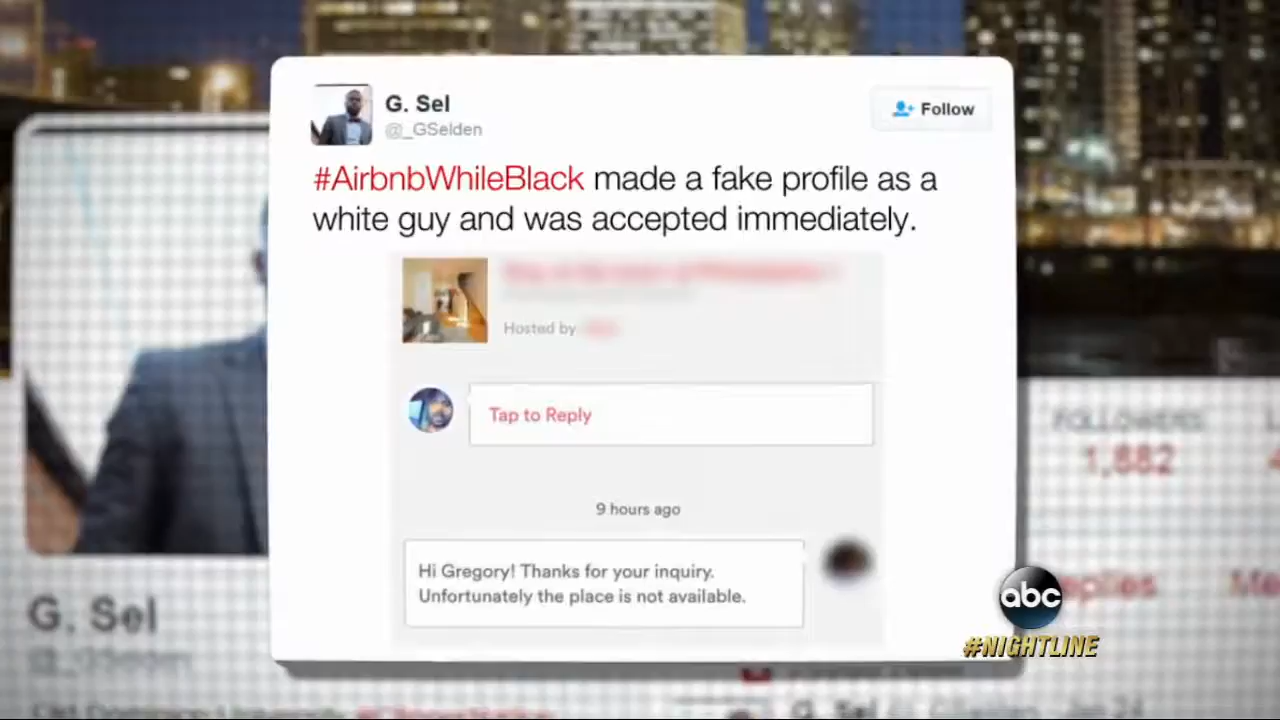 G. Sel
@_GSelden
Follow
#AirbnbWhileBlack made a fake profile as a
white guy and was accepted immediately.
Hosted by
Tap to Reply
9 hours ago
Hi Gregory! Thanks for your inquiry.
Unfortunately the place is not available.
FOLLOWERS
1,882
G. Sel
@_GSelden
abc
#NIGHTLINE
G. Sel